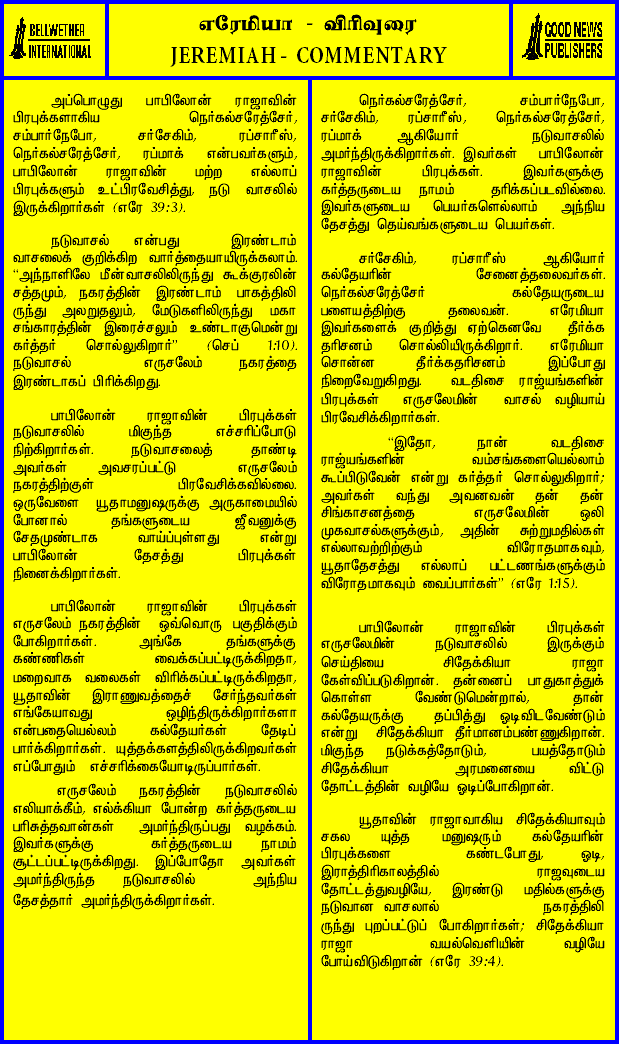 BELLWETHER
INTERNATIONAL
எரேமியா - விரிவுரை
JEREMIAH - COMMENTARY
GOOD NEWS
PUBLISHERS
அப்பொழுது பாபிலோன் ராஜாவின்
பிரபுக்களாகிய நெர்கல்சரேத்சேர்,
சம்பார்நேபோ, சர்சேகிம், ரப்சாரீஸ்,
நெர்கல்சரேத்சேர், ரப்மாக் என்பவர்களும்,
பாபிலோன் ராஜாவின் மற்ற எல்லாப்
பிரபுக்களும் உட்பிரவேசித்து, நடு வாசலில்
இருக்கிறார்கள் (எரே 39:3).
நடுவாசல் என்பது இரண்டாம்
வாசலைக் குறிக்கிற வார்த்தையாயிருக்கலாம்.
“அந்நாளிலே மீன்வாசலிலிருந்து கூக்குரலின்
சத்தமும், நகரத்தின் இரண்டாம் பாகத்திலி
ருந்து அலறுதலும், மேடுகளிலிருந்து மகா
சங்காரத்தின் இரைச்சலும் உண்டாகுமென்று
கர்த்தர் சொல்லுகிறார்” (செப் 1:10).
நடுவாசல் எருசலேம் நகரத்தை
இரண்டாகப் பிரிக்கிறது.
பாபிலோன் ராஜாவின் பிரபுக்கள்
நடுவாசலில் மிகுந்த எச்சரிப்போடு
நிற்கிறார்கள். நடுவாசலைத் தாண்டி
அவர்கள் அவசரப்பட்டு எருசலேம்
நகரத்திற்குள் பிரவேசிக்கவில்லை.
ஒருவேளை யூதாமனுஷருக்கு அருகாமையில்
போனால் தங்களுடைய ஜீவனுக்கு
சேதமுண்டாக வாய்ப்புள்ளது என்று
பாபிலோன் தேசத்து பிரபுக்கள்
நினைக்கிறார்கள்.
பாபிலோன் ராஜாவின் பிரபுக்கள்
எருசலேம் நகரத்தின் ஒவ்வொரு பகுதிக்கும்
போகிறார்கள். அங்கே தங்களுக்கு
கண்ணிகள் வைக்கப்பட்டிருக்கிறதா,
மறைவாக வலைகள் விரிக்கப்பட்டிருக்கிறதா,
யூதாவின் இராணுவத்தைச் சேர்ந்தவர்கள்
எங்கேயாவது ஒழிந்திருக்கிறார்களா
என்பதையெல்லம் கல்தேயர்கள் தேடிப்
பார்க்கிறார்கள். யுத்தக்களத்திலிருக்கிறவர்கள்
எப்போதும் எச்சரிக்கையோடிருப்பார்கள்.
எருசலேம் நகரத்தின் நடுவாசலில்
எலியாக்கீம், எல்க்கியா போன்ற கர்த்தருடைய
பரிசுத்தவான்கள் அமர்ந்திருப்பது வழக்கம்.
இவர்களுக்கு கர்த்தருடைய நாமம்
சூட்டப்பட்டிருக்கிறது. இப்போதோ அவர்கள்
அமர்ந்திருந்த நடுவாசலில் அந்நிய
தேசத்தார் அமர்ந்திருக்கிறார்கள்.
நெர்கல்சரேத்சேர், சம்பார்நேபோ,
சர்சேகிம், ரப்சாரீஸ், நெர்கல்சரேத்சேர்,
ரப்மாக் ஆகியோர் நடுவாசலில்
அமர்ந்திருக்கிறார்கள். இவர்கள் பாபிலோன்
ராஜாவின் பிரபுக்கள். இவர்களுக்கு
கர்த்தருடைய நாமம் தரிக்கப்படவில்லை.
இவர்களுடைய பெயர்களெல்லாம் அந்நிய
தேசத்து தெய்வங்களுடைய பெயர்கள்.
சர்சேகிம், ரப்சாரீஸ் ஆகியோர்
கல்தேயரின் சேனைத்தலைவர்கள்.
நெர்கல்சரேத்சேர் கல்தேயருடைய
பளையத்திற்கு தலைவன். எரேமியா
இவர்களைக் குறித்து ஏற்கெனவே தீர்க்க
தரிசனம் சொல்லியிருக்கிறார். எரேமியா
சொன்ன தீர்க்கதரிசனம் இப்போது
நிறைவேறுகிறது. வடதிசை ராஜ்யங்களின்
பிரபுக்கள் எருசலேமின் வாசல் வழியாய்
பிரவேசிக்கிறார்கள்.
“இதோ, நான் வடதிசை
ராஜ்யங்களின் வம்சங்களையெல்லாம்
கூப்பிடுவேன் என்று கர்த்தர் சொல்லுகிறார்;
அவர்கள் வந்து அவனவன் தன் தன்
சிங்காசனத்தை எருசலேமின் ஒலி
முகவாசல்களுக்கும், அதின் சுற்றுமதில்கள்
எல்லாவற்றிற்கும் விரோதமாகவும்,
யூதாதேசத்து எல்லாப் பட்டணங்களுக்கும்
விரோதமாகவும் வைப்பார்கள்” (எரே 1:15).
பாபிலோன் ராஜாவின் பிரபுக்கள்
எருசலேமின் நடுவாசலில் இருக்கும்
செய்தியை சிதேக்கியா ராஜா
கேள்விப்படுகிறான். தன்னைப் பாதுகாத்துக்
கொள்ள வேண்டுமென்றால், தான்
கல்தேயருக்கு தப்பித்து ஓடிவிடவேண்டும்
என்று சிதேக்கியா தீர்மானம்பண்ணுகிறான்.
மிகுந்த நடுக்கத்தோடும், பயத்தோடும்
சிதேக்கியா அரமனையை விட்டு
தோட்டத்தின் வழியே ஓடிப்போகிறான்.
யூதாவின் ராஜாவாகிய சிதேக்கியாவும்
சகல யுத்த மனுஷரும் கல்தேயரின்
பிரபுக்களை கண்டபோது, ஓடி,
இராத்திரிகாலத்தில் ராஜவுடைய
தோட்டத்துவழியே, இரண்டு மதில்களுக்கு
நடுவான வாசலால் நகரத்திலி
ருந்து புறப்பட்டுப் போகிறார்கள்; சிதேக்கியா
ராஜா வயல்வெளியின் வழியே
போய்விடுகிறான் (எரே 39:4).